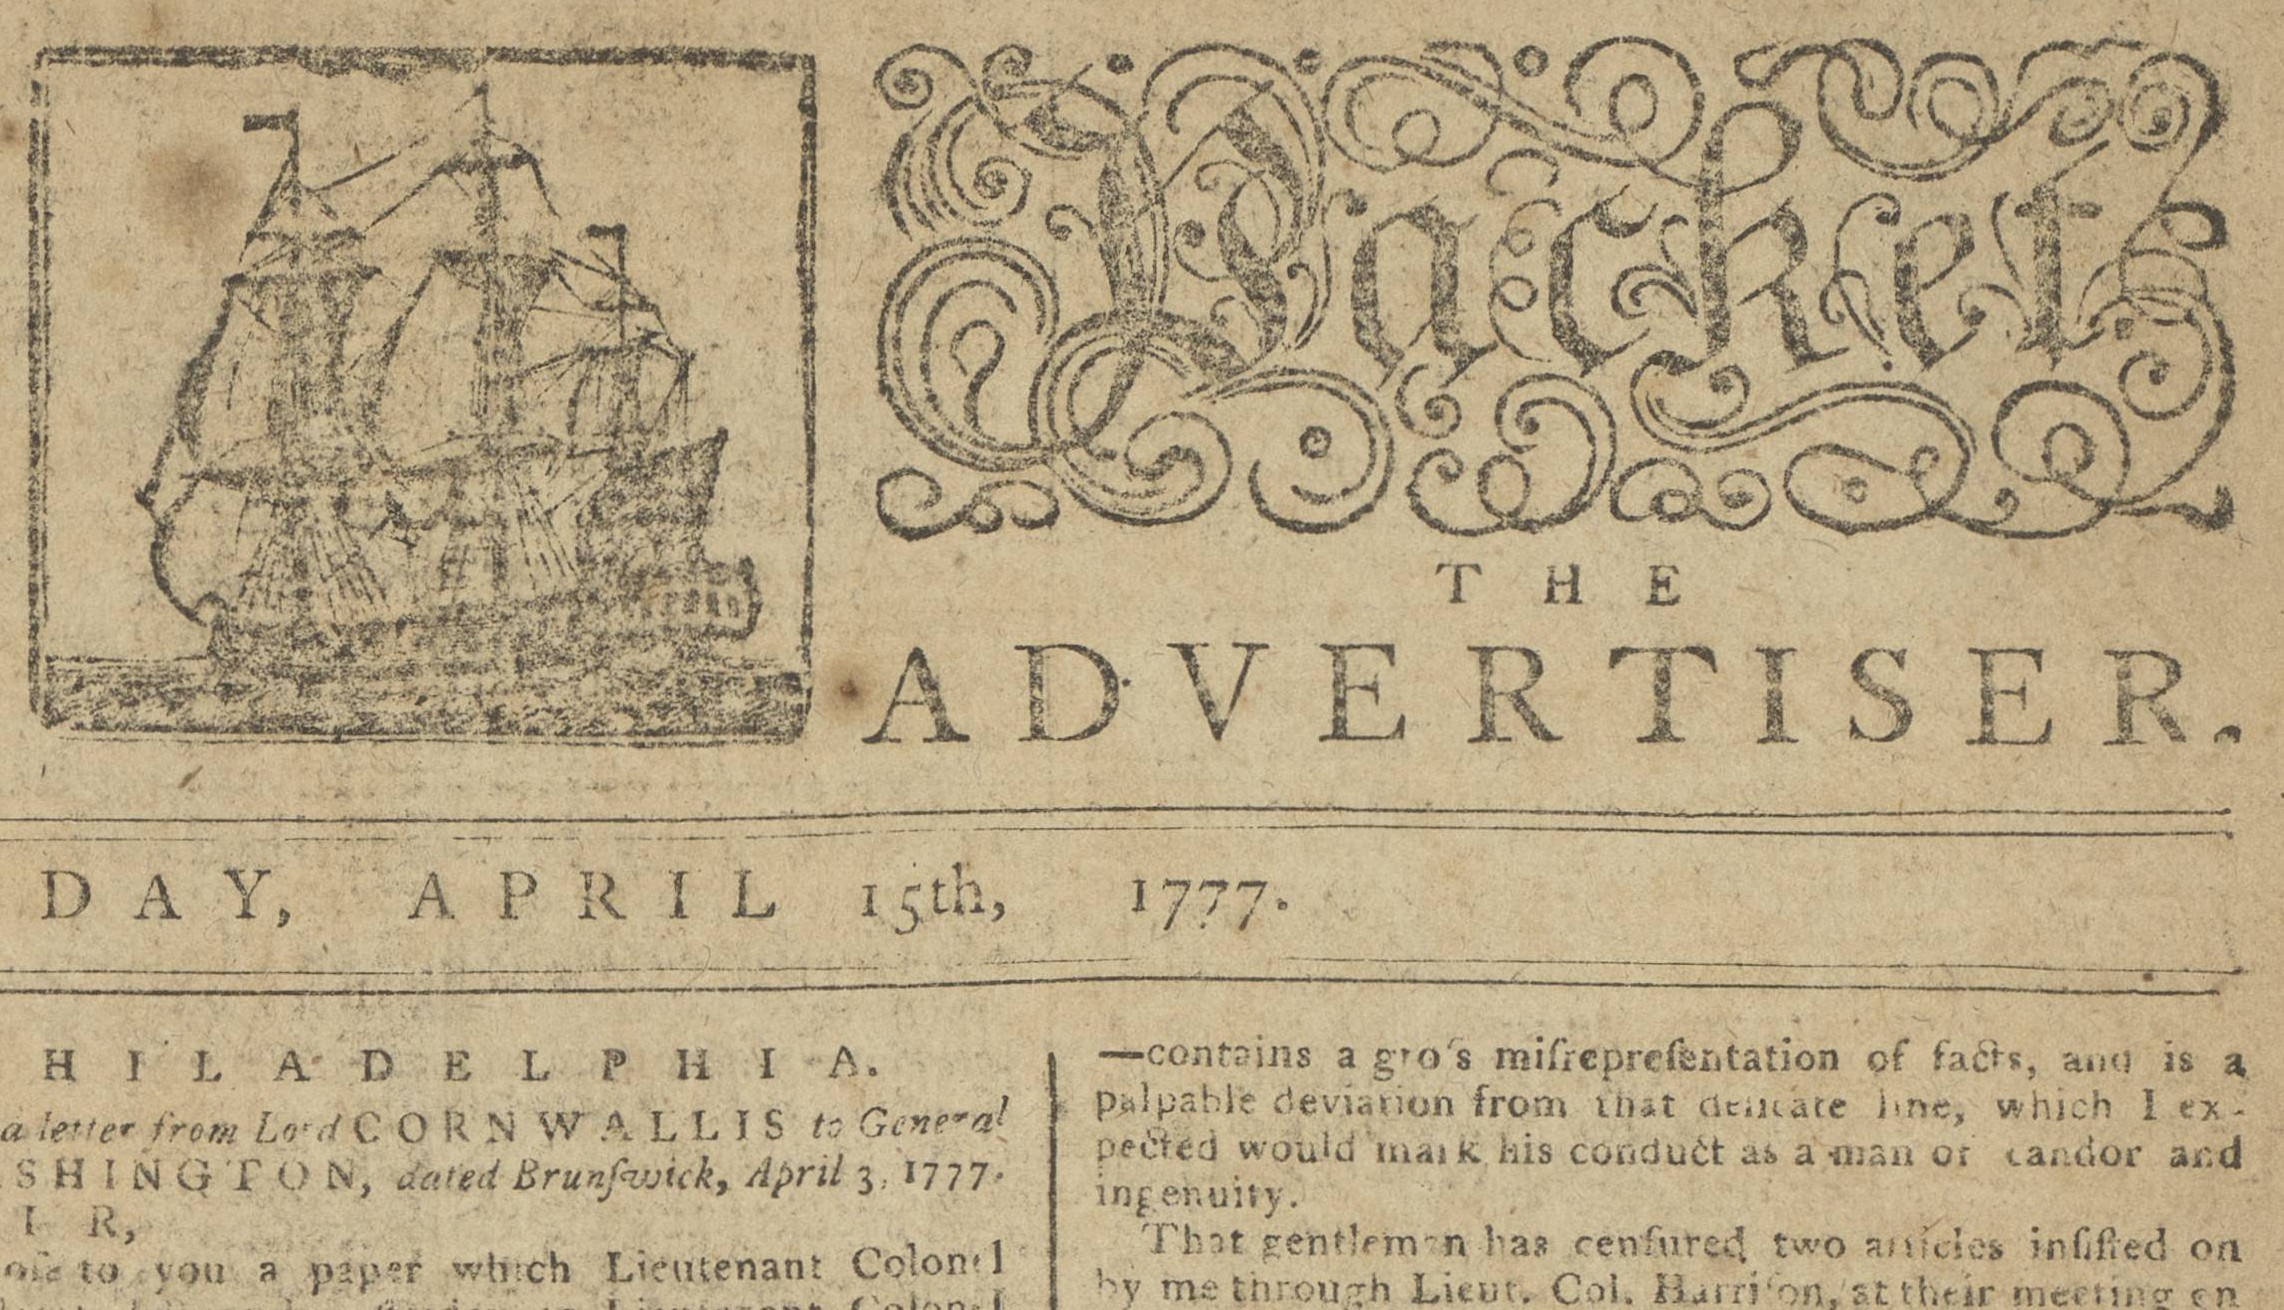 Packet
THE
ADVERTISER.
DAY, APRIL 15th, 1777.
HILADELPHIA.
a letter from Lord CORNWALLIS to General
SHINGTON, dated Brunſwick, April 3, 1777.
I R,
to you a paper which Lieutenant Colonel
Lieutenant Colonel
—contains a groſs miſrepreſentation of facts, and is a
palpable deviation from that delicate line, which I ex-
pected would mark his conduct as a man of candor and
ingenuity.
That gentleman has cenſured two articles inſiſted on
by me through Lieut. Col. Harriſon, at their meeting on